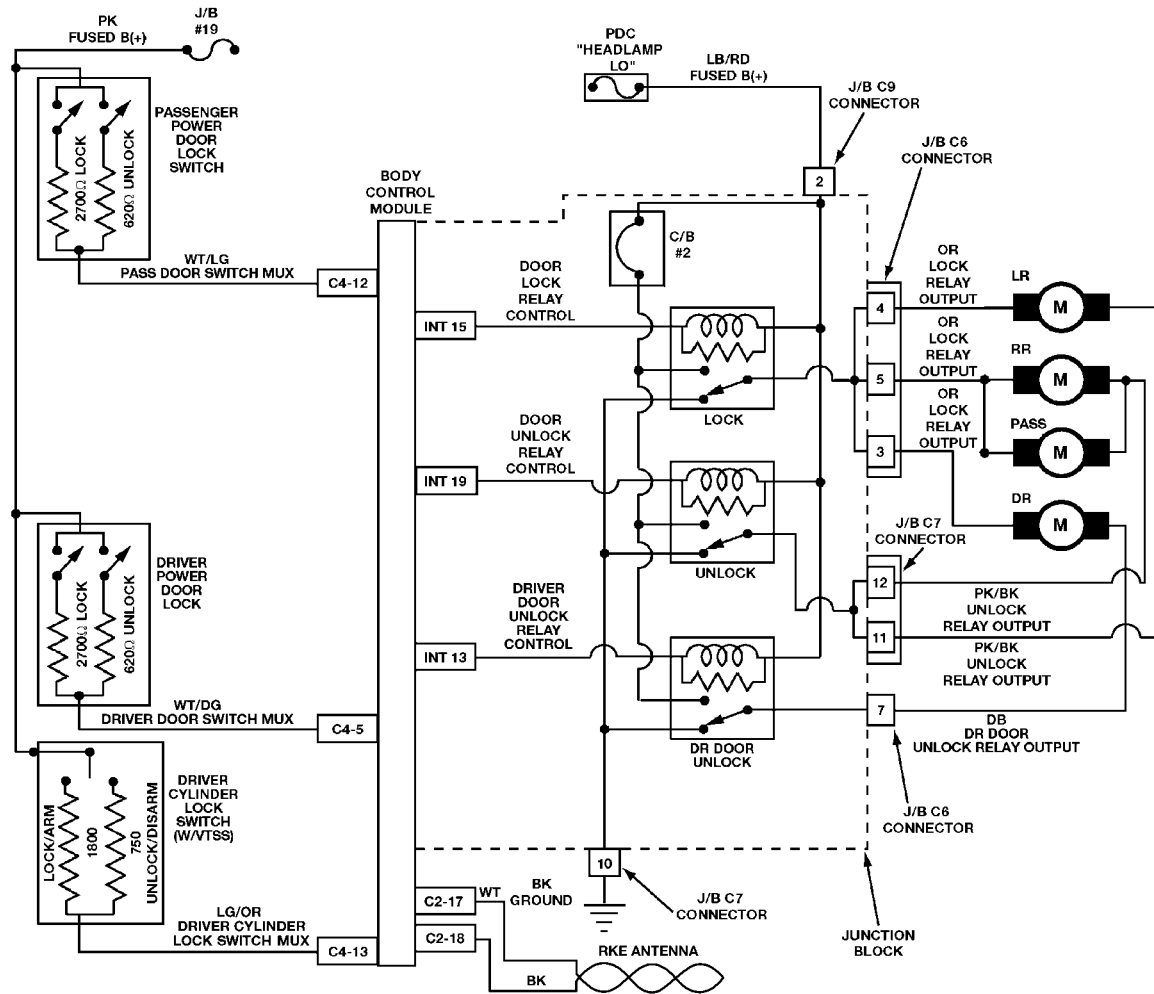 PK
FUSED B(+)
J/B
#19
PDC
"HEADLAMP
LO"
LB/RD
FUSED B(+)
J/B C9
CONNECTOR
J/B C6
CONNECTOR
PASSENGER
POWER
DOOR
LOCK
SWITCH
2700Ω LOCK
620Ω UNLOCK
BODY
CONTROL
MODULE
2
C/B
#2
WT/LG
PASS DOOR SWITCH MUX
C4-12
DOOR
LOCK
RELAY
CONTROL
INT 15
LOCK
4
5
3
OR
LOCK
RELAY
OUTPUT
OR
LOCK
RELAY
OUTPUT
OR
LOCK
RELAY
OUTPUT
LR
M
RR
M
PASS
M
DR
M
DOOR
UNLOCK
RELAY
CONTROL
INT 19
UNLOCK
J/B C7
CONNECTOR
12
PK/BK
UNLOCK
RELAY OUTPUT
11
PK/BK
UNLOCK
RELAY OUTPUT
DRIVER
POWER
DOOR
LOCK
2700Ω LOCK
620Ω UNLOCK
DRIVER
DOOR
UNLOCK
RELAY
CONTROL
INT 13
DR DOOR
UNLOCK
7
DB
DR DOOR
UNLOCK RELAY OUTPUT
WT/DG
DRIVER DOOR SWITCH MUX
C4-5
DRIVER
CYLINDER
LOCK
SWITCH
(W/VTSS)
LOCK/ARM
1800
750
UNLOCK/DISARM
J/B C6
CONNECTOR
10
BK
GROUND
J/B C7
CONNECTOR
JUNCTION
BLOCK
LG/OR
DRIVER CYLINDER
LOCK SWITCH MUX
C4-13
C2-17
WT
C2-18
BK
RKE ANTENNA